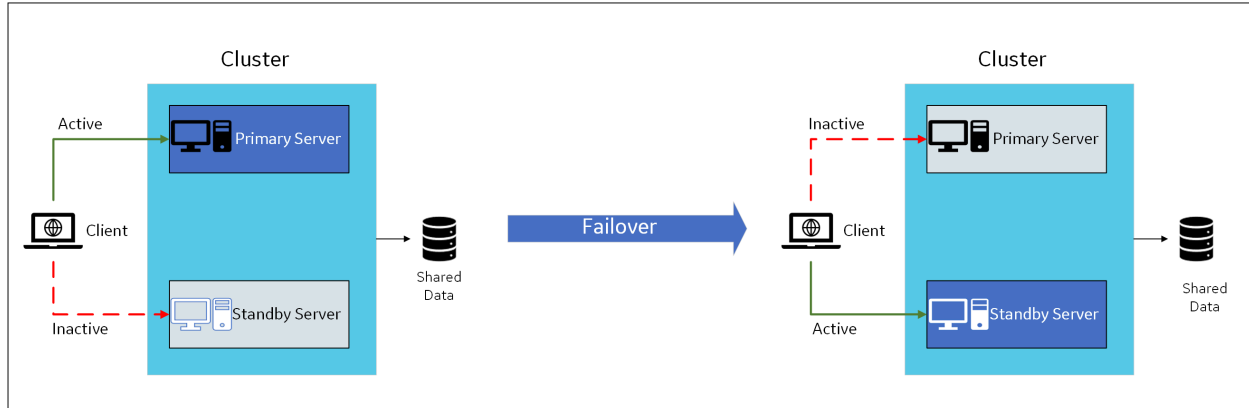 Cluster
Active
Primary Server
Client
Inactive
Standby Server
Shared
Data
Failover
Cluster
Inactive
Primary Server
Client
Active
Standby Server
Shared
Data